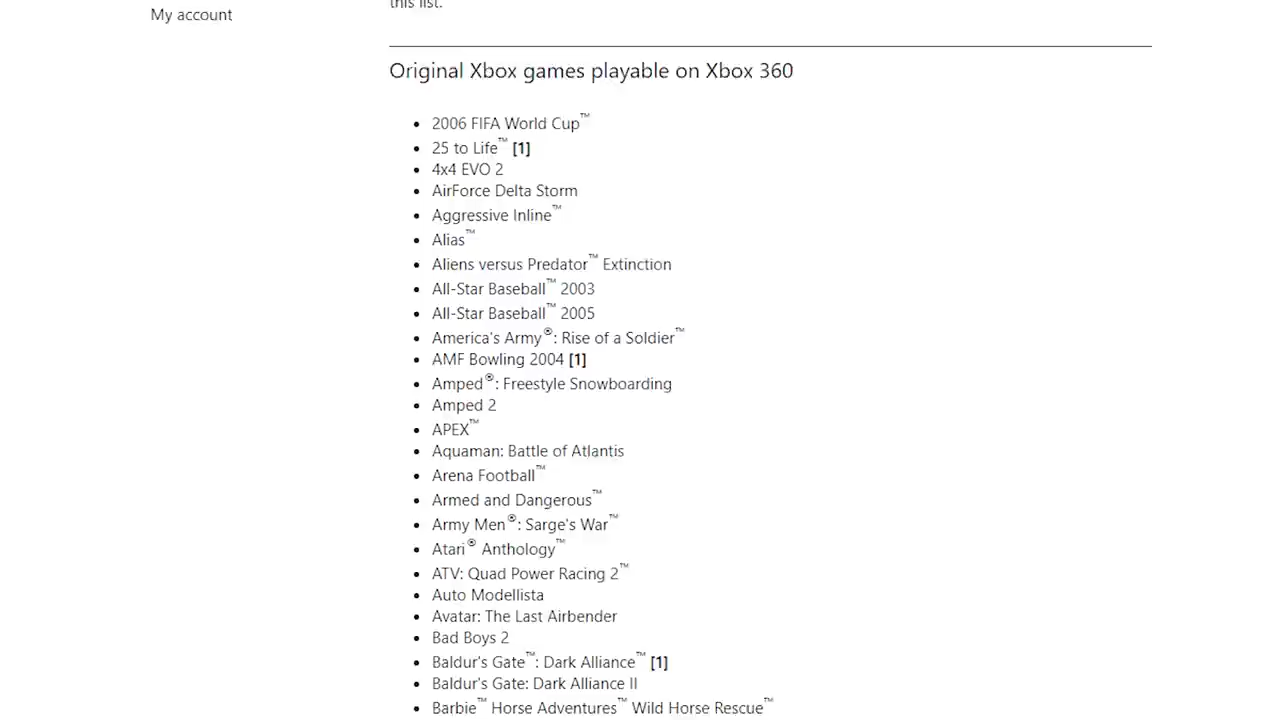 this list.
My account
Original Xbox games playable on Xbox 360
• 2006 FIFA World Cup™
• 25 to Life™ [1]
• 4x4 EVO 2
• AirForce Delta Storm
• Aggressive Inline™
• Alias™
• Aliens versus Predator™ Extinction
• All-Star Baseball™ 2003
• All-Star Baseball™ 2005
• America's Army®: Rise of a Soldier™
• AMF Bowling 2004 [1]
• Amped®: Freestyle Snowboarding
• Amped 2
• APEX™
• Aquaman: Battle of Atlantis
• Arena Football™
• Armed and Dangerous™
• Army Men®: Sarge's War™
• Atari® Anthology™
• ATV: Quad Power Racing 2™
• Auto Modellista
• Avatar: The Last Airbender
• Bad Boys 2
• Baldur's Gate™: Dark Alliance™ [1]
• Baldur's Gate: Dark Alliance II
• Barbie™ Horse Adventures™ Wild Horse Rescue™